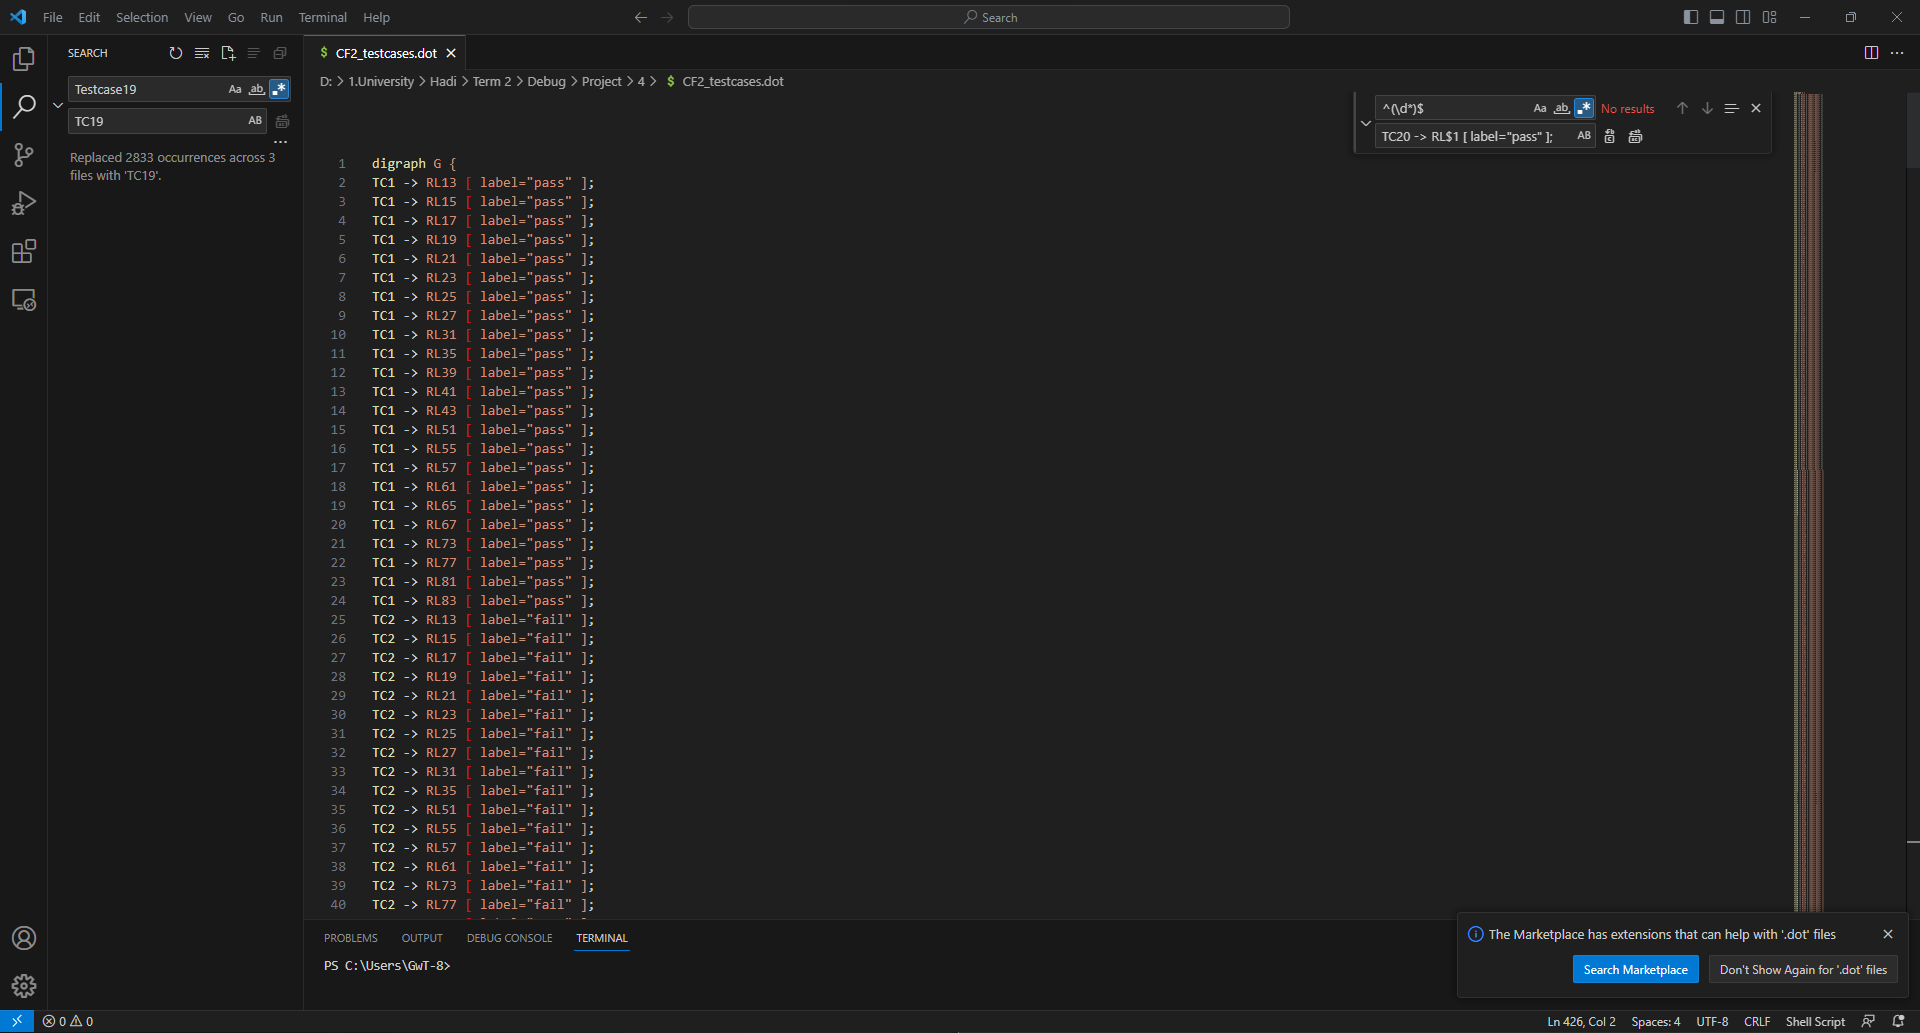 File Edit Selection View Go Run Terminal Help
Search
SEARCH
Testcase19
Aa ab .*
TC19
AB
Replaced 2833 occurrences across 3
files with 'TC19'.
$ CF2_testcases.dot
D: > 1.University > Hadi > Term 2 > Debug > Project > 4 > $ CF2_testcases.dot
^(\d*)$
Aa ab .* No results
TC20 -> RL$1 [ label="pass" ];
AB
1 digraph G {
2 TC1 -> RL13 [ label="pass" ];
3 TC1 -> RL15 [ label="pass" ];
4 TC1 -> RL17 [ label="pass" ];
5 TC1 -> RL19 [ label="pass" ];
6 TC1 -> RL21 [ label="pass" ];
7 TC1 -> RL23 [ label="pass" ];
8 TC1 -> RL25 [ label="pass" ];
9 TC1 -> RL27 [ label="pass" ];
10 TC1 -> RL31 [ label="pass" ];
11 TC1 -> RL35 [ label="pass" ];
12 TC1 -> RL39 [ label="pass" ];
13 TC1 -> RL41 [ label="pass" ];
14 TC1 -> RL43 [ label="pass" ];
15 TC1 -> RL51 [ label="pass" ];
16 TC1 -> RL55 [ label="pass" ];
17 TC1 -> RL57 [ label="pass" ];
18 TC1 -> RL61 [ label="pass" ];
19 TC1 -> RL65 [ label="pass" ];
20 TC1 -> RL67 [ label="pass" ];
21 TC1 -> RL73 [ label="pass" ];
22 TC1 -> RL77 [ label="pass" ];
23 TC1 -> RL81 [ label="pass" ];
24 TC1 -> RL83 [ label="pass" ];
25 TC2 -> RL13 [ label="fail" ];
26 TC2 -> RL15 [ label="fail" ];
27 TC2 -> RL17 [ label="fail" ];
28 TC2 -> RL19 [ label="fail" ];
29 TC2 -> RL21 [ label="fail" ];
30 TC2 -> RL23 [ label="fail" ];
31 TC2 -> RL25 [ label="fail" ];
32 TC2 -> RL27 [ label="fail" ];
33 TC2 -> RL31 [ label="fail" ];
34 TC2 -> RL35 [ label="fail" ];
35 TC2 -> RL51 [ label="fail" ];
36 TC2 -> RL55 [ label="fail" ];
37 TC2 -> RL57 [ label="fail" ];
38 TC2 -> RL61 [ label="fail" ];
39 TC2 -> RL73 [ label="fail" ];
40 TC2 -> RL77 [ label="fail" ];
PROBLEMS OUTPUT DEBUG CONSOLE TERMINAL
PS C:\Users\GwT-8>
The Marketplace has extensions that can help with '.dot' files
Search Marketplace
Don't Show Again for '.dot' files
0 0
Ln 426, Col 2 Spaces: 4 UTF-8 CRLF Shell Script